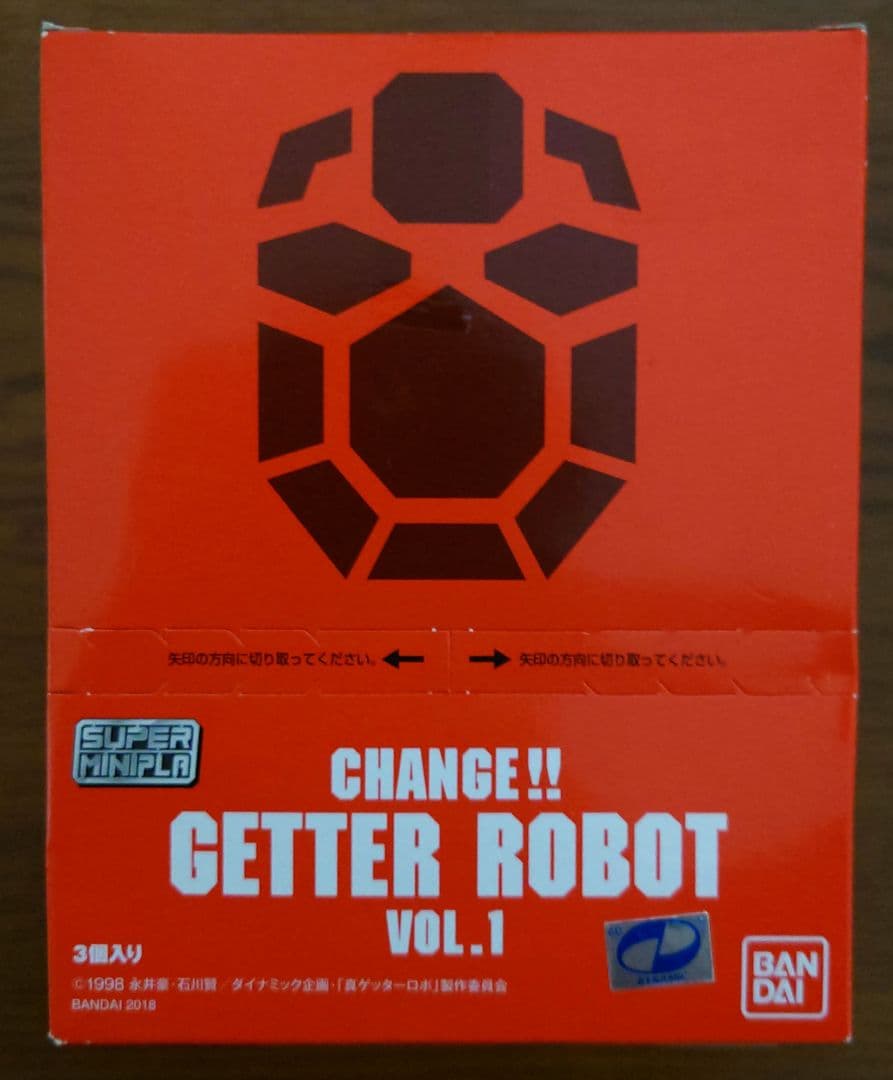 矢印の方向に切り取ってください。 矢印の方向に切り取ってください。
SUPER
MINIPLA
CHANGE!!
GETTER ROBOT
VOL.1
3個入り
©1998 永井豪・石川賢/ダイナミック企画・「真ゲッターロボ」製作委員会
BANDAI 2018
BAN
DAI